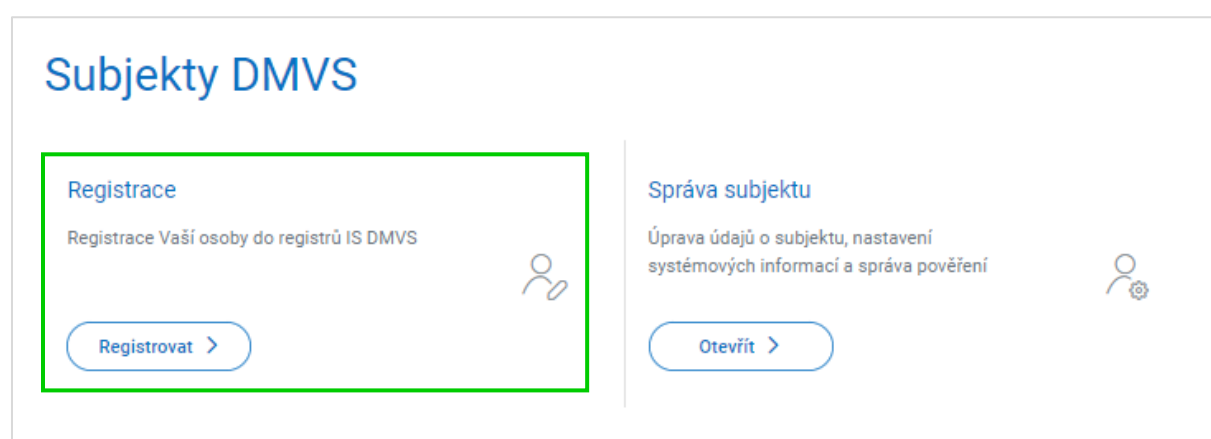 Subjekty DMVS
Registrace
Registrace Vaší osoby do registrů IS DMVS
Registrovat
Správa subjektu
Úprava údajů o subjektu, nastavení
systémových informací a správa pověření
Otevřít